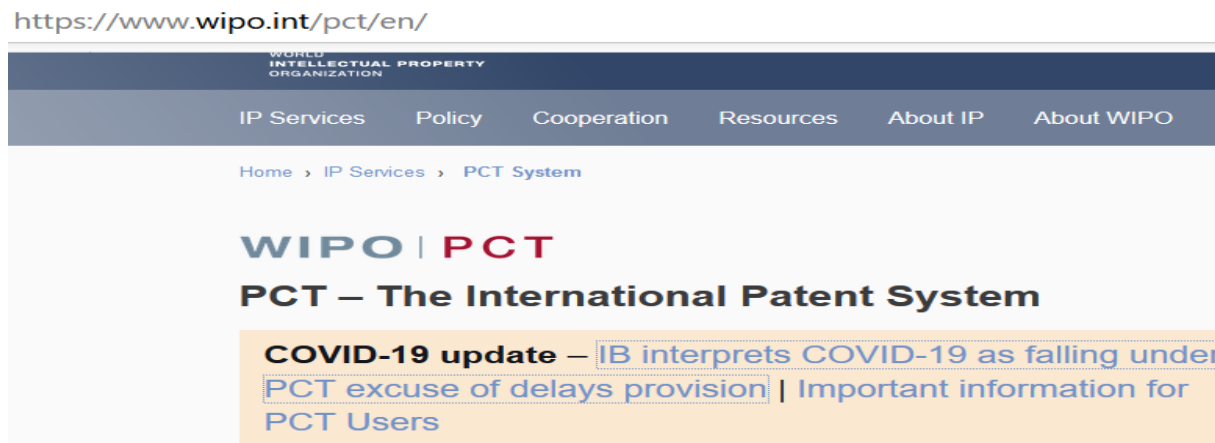 https://www.wipo.int/pct/en/
WORLD
INTELLECTUAL PROPERTY
ORGANIZATION
IP Services Policy Cooperation Resources About IP About WIPO
Home › IP Services › PCT System
WIPO | PCT
PCT – The International Patent System
COVID-19 update – IB interprets COVID-19 as falling under
PCT excuse of delays provision | Important information for
PCT Users